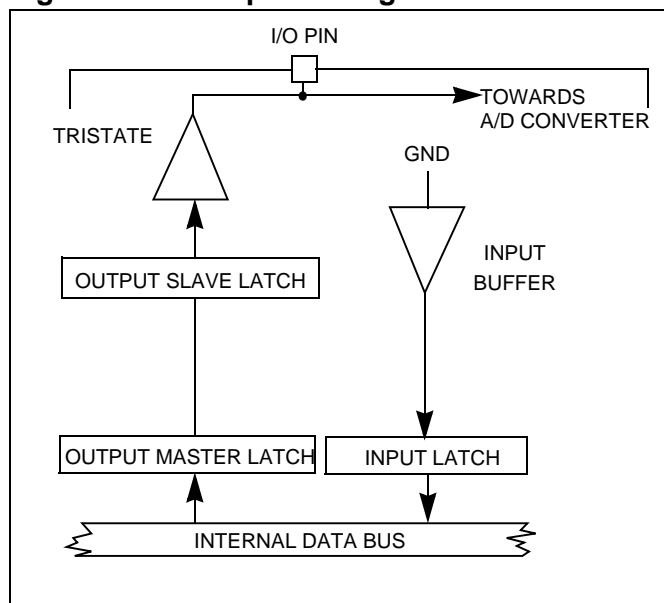 I/O PIN
TOWARDS
A/D CONVERTER
TRISTATE
GND
INPUT
BUFFER
OUTPUT SLAVE LATCH
OUTPUT MASTER LATCH
INPUT LATCH
INTERNAL DATA BUS